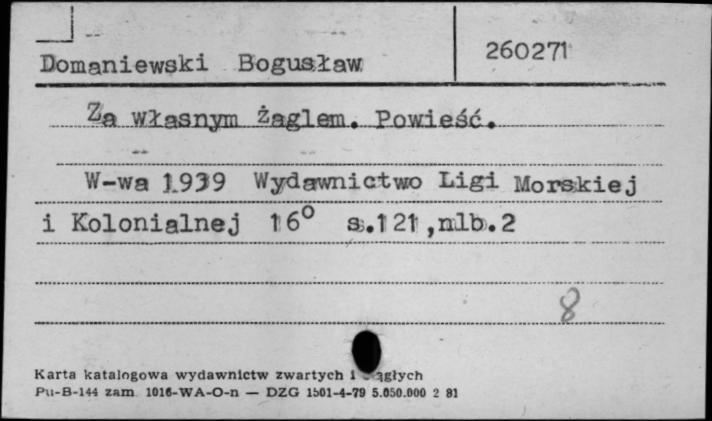 Domaniewski Bogusław 260271
Za własnym żaglem. Powieść.
W-wa 1939 Wydawnictwo Ligi Morskiej
i Kolonialnej 16° s.121,nlb.2
8
Karta katalogowa wydawnictw zwartych i
Pu-B-144 zam. 1016-WA-O-n — DZG 1501-4-79 5.050.000 2 81